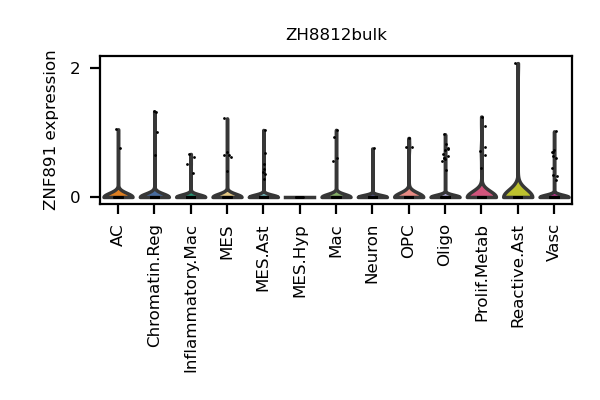 ZH8812bulk
ZNF891 expression
2
0
AC
Chromatin.Reg
Inflammatory.Mac
MES
MES.Ast
MES.Hyp
Mac
Neuron
OPC
Oligo
Prolif.Metab
Reactive.Ast
Vasc